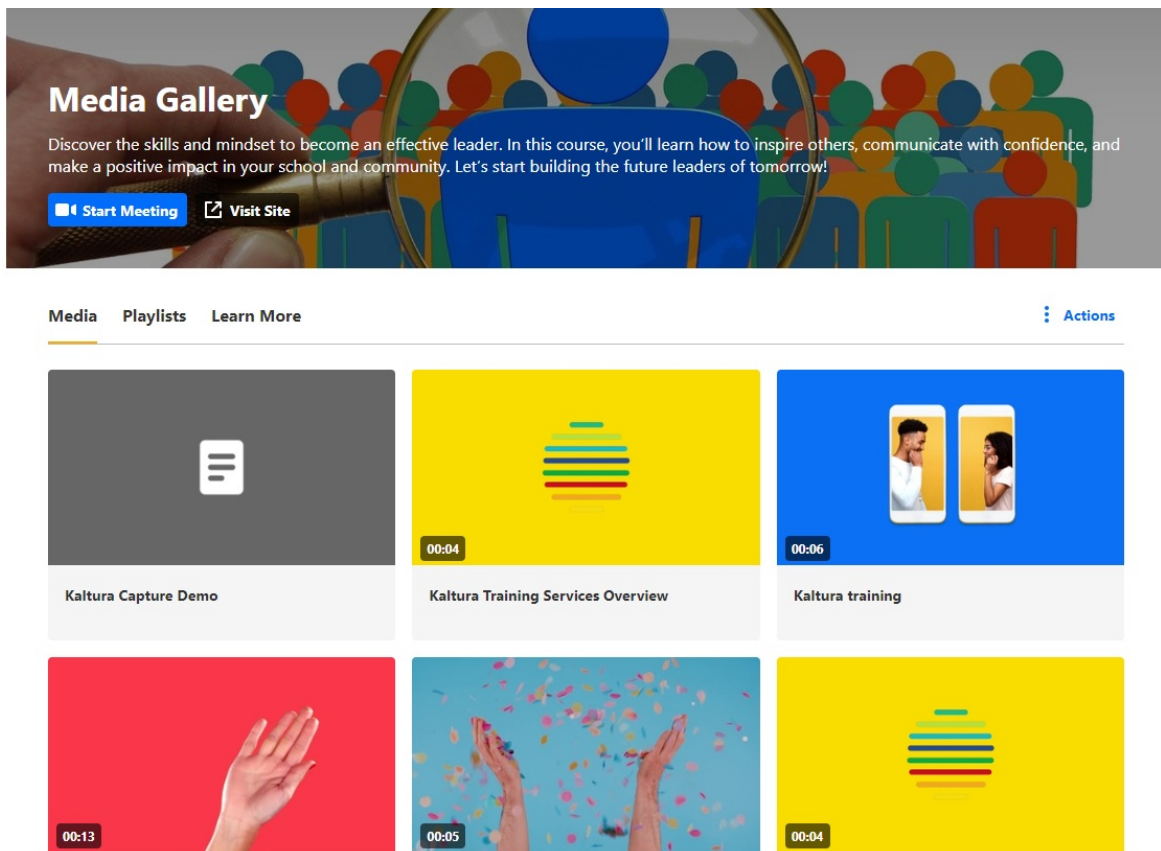 Media Gallery
Discover the skills and mindset to become an effective leader. In this course, you'll learn how to inspire others, communicate with confidence, and
make a positive impact in your school and community. Let's start building the future leaders of tomorrow!
Start Meeting Visit Site
Media Playlists Learn More Actions
00:04 00:06
Kaltura Capture Demo Kaltura Training Services Overview Kaltura training
00:13 00:05 00:04